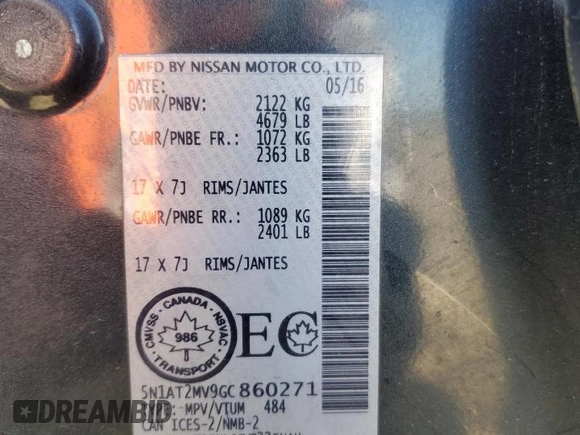 MFD BY NISSAN MOTOR CO., LTD.
DATE: 05/16
GVWR/PNBV: 2122 KG
4679 LB
GAWR/PNBE FR.: 1072 KG
2363 LB
17 X 7J RIMS/JANTES
GAWR/PNBE RR.: 1089 KG
2401 LB
17 X 7J RIMS/JANTES
CANADA
CMVSS NSVAC
986
TRANSPORT
EC
5N1AT2MV9GC860271
TYPE: MPV/VTUM 484
CAN ICES-2/NMB-2
DREAMBID